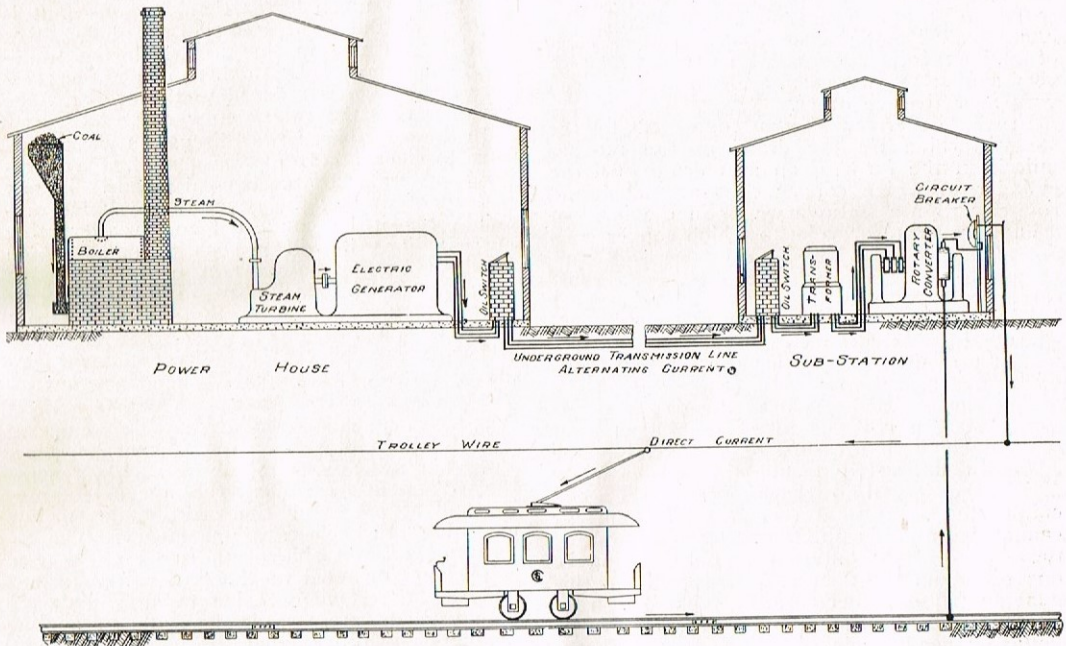 COAL
STEAM
BOILER
STEAM
TURBINE
ELECTRIC
GENERATOR
OIL SWITCH
POWER HOUSE
UNDERGROUND TRANSMISSION LINE
ALTERNATING CURRENT
OIL SWITCH
TRANS-
FORMER
ROTARY
CONVERTER
CIRCUIT
BREAKER
SUB-STATION
TROLLEY WIRE
DIRECT CURRENT